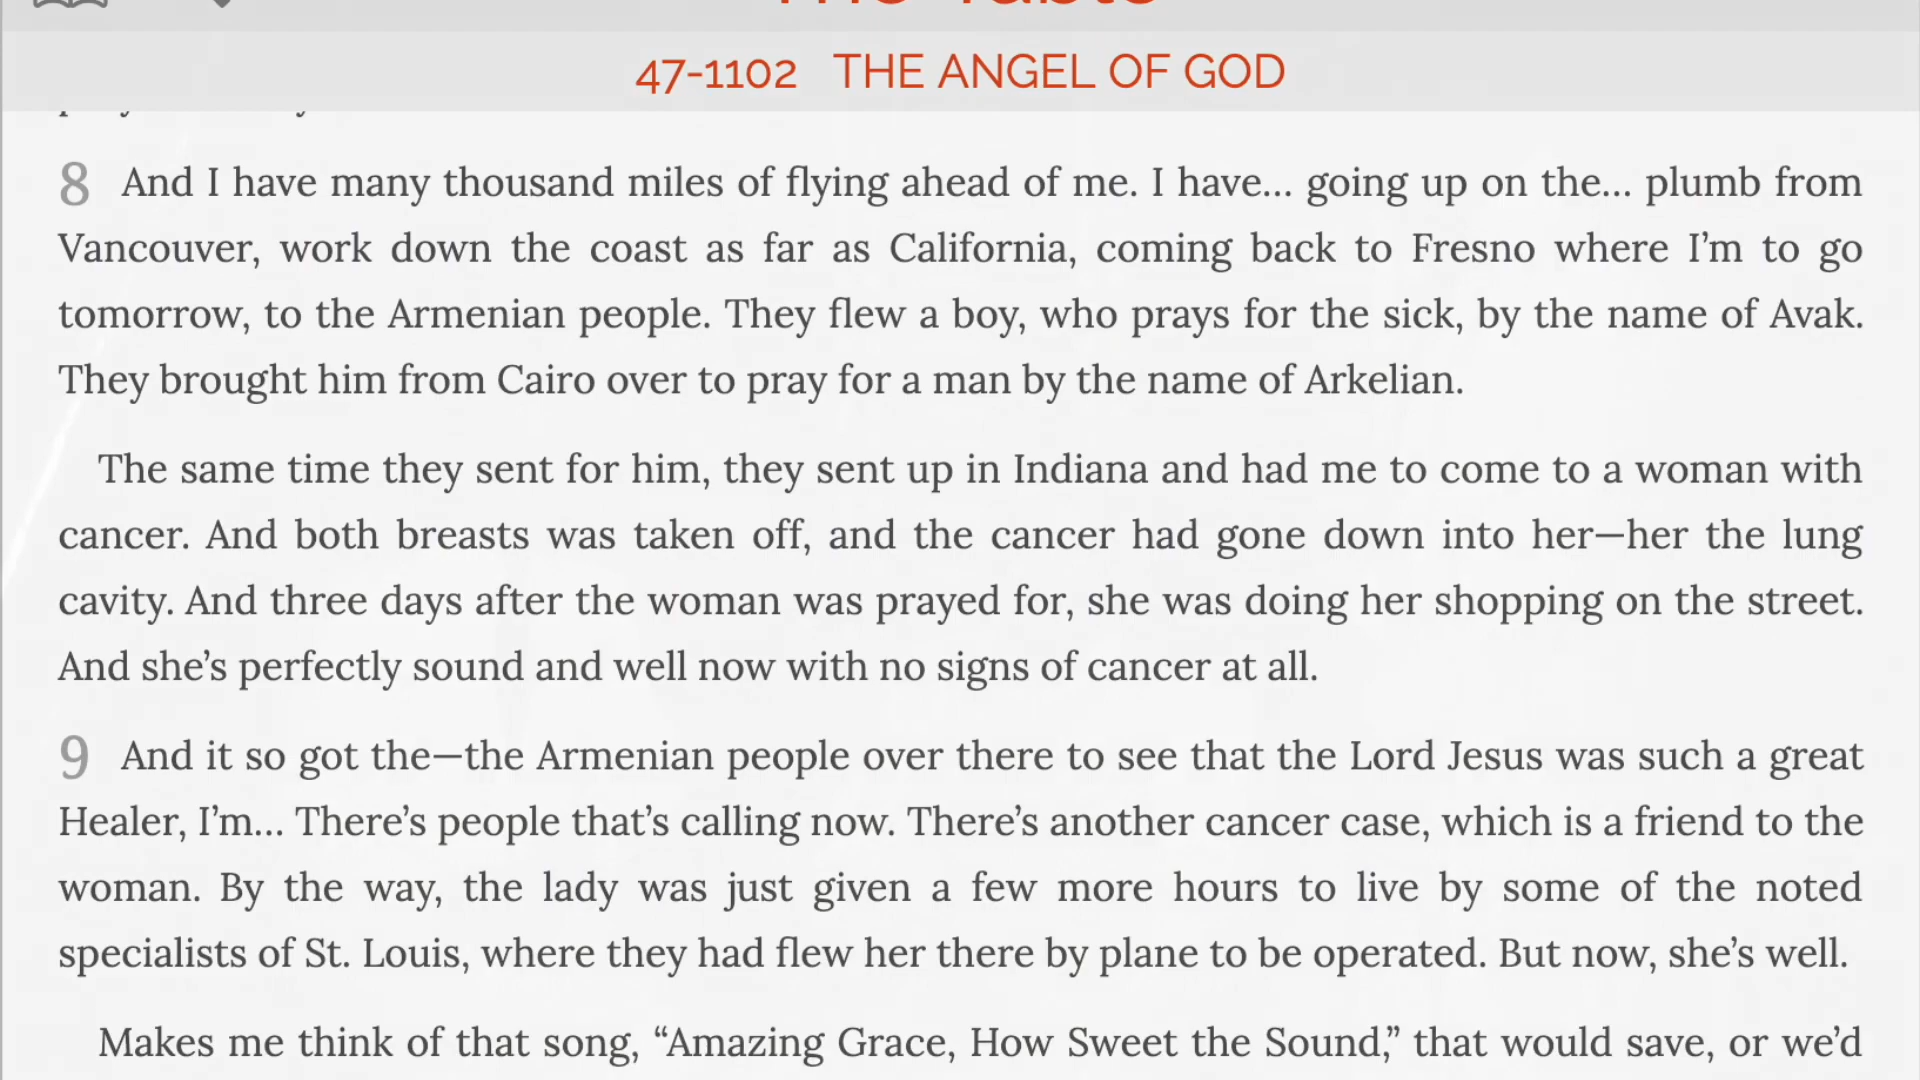 47-1102 THE ANGEL OF GOD
8 And I have many thousand miles of flying ahead of me. I have… going up on the… plumb from
Vancouver, work down the coast as far as California, coming back to Fresno where I’m to go
tomorrow, to the Armenian people. They flew a boy, who prays for the sick, by the name of Avak.
They brought him from Cairo over to pray for a man by the name of Arkelian.
The same time they sent for him, they sent up in Indiana and had me to come to a woman with
cancer. And both breasts was taken off, and the cancer had gone down into her—her the lung
cavity. And three days after the woman was prayed for, she was doing her shopping on the street.
And she’s perfectly sound and well now with no signs of cancer at all.
9 And it so got the—the Armenian people over there to see that the Lord Jesus was such a great
Healer, I’m… There’s people that’s calling now. There’s another cancer case, which is a friend to the
woman. By the way, the lady was just given a few more hours to live by some of the noted
specialists of St. Louis, where they had flew her there by plane to be operated. But now, she’s well.
Makes me think of that song, “Amazing Grace, How Sweet the Sound,” that would save, or we’d